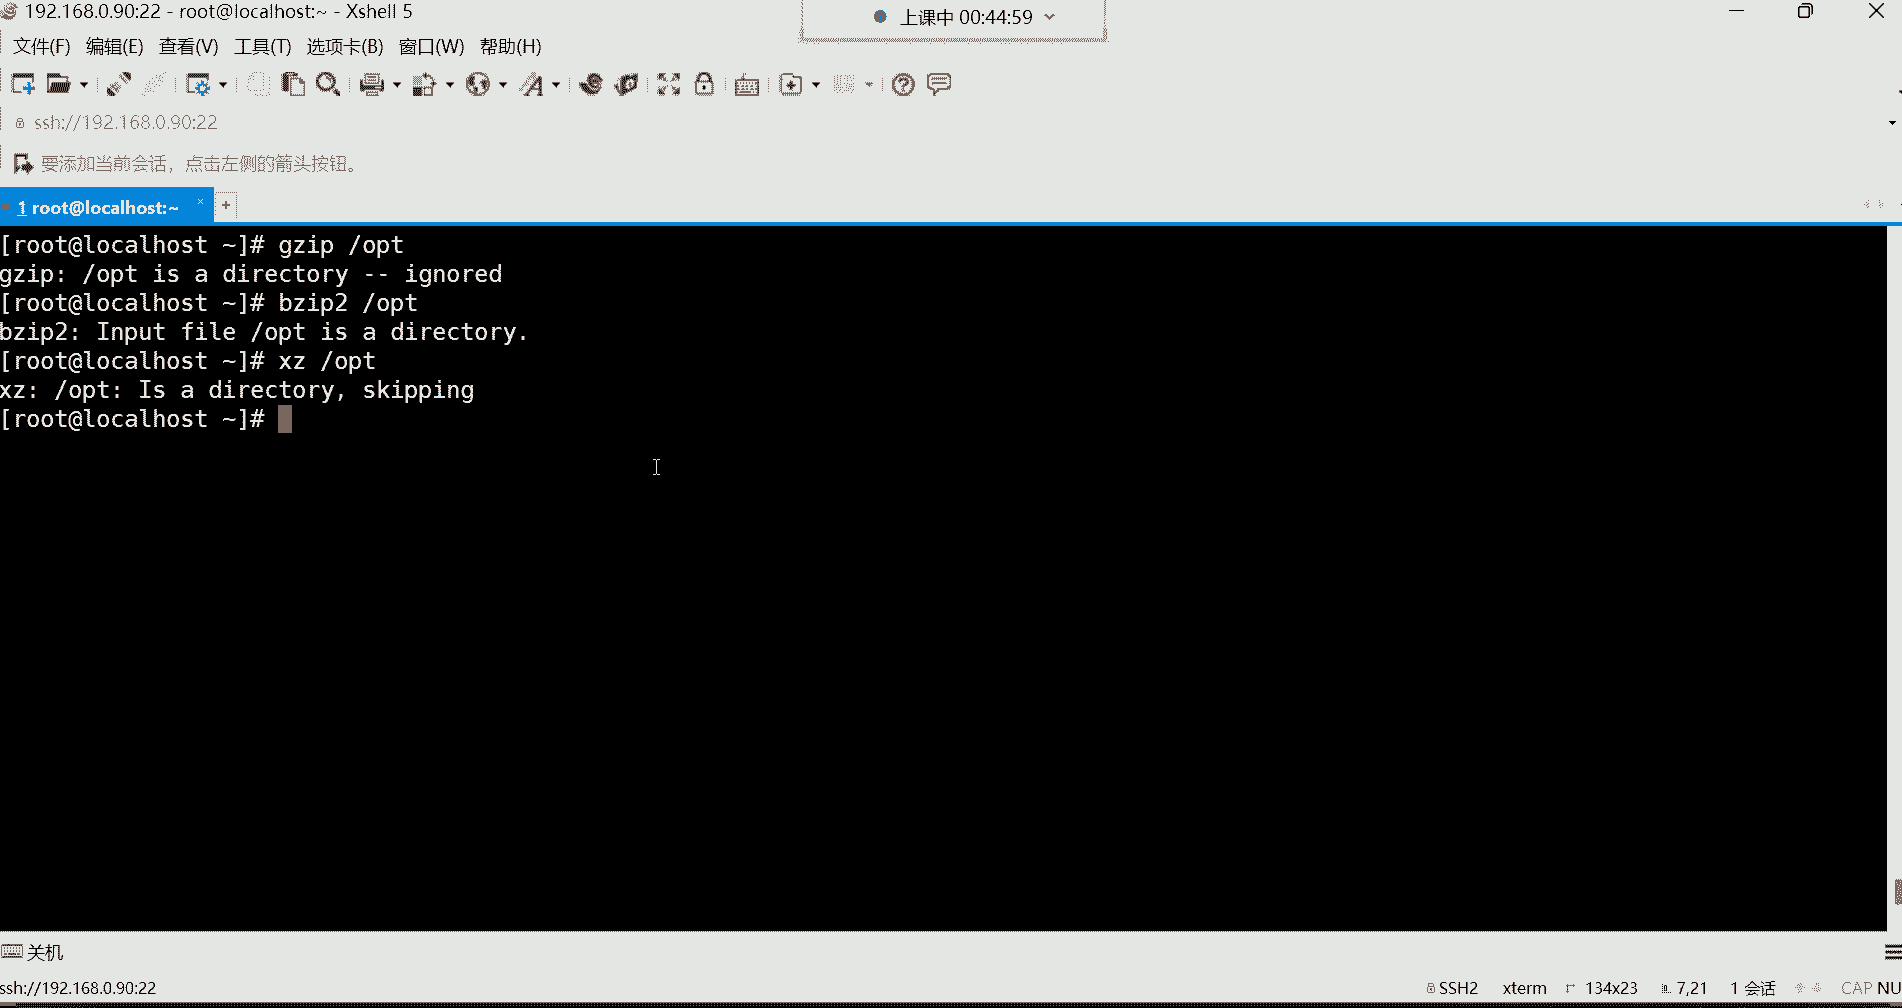 192.168.0.90:22 - root@localhost:~ - Xshell 5
上课中 00:44:59
文件(F) 编辑(E) 查看(V) 工具(T) 选项卡(B) 窗口(W) 帮助(H)
ssh://192.168.0.90:22
要添加当前会话，点击左侧的箭头按钮。
1 root@localhost:~ × +
[root@localhost ~]# gzip /opt
gzip: /opt is a directory -- ignored
[root@localhost ~]# bzip2 /opt
bzip2: Input file /opt is a directory.
[root@localhost ~]# xz /opt
xz: /opt: Is a directory, skipping
[root@localhost ~]#
关机
ssh://192.168.0.90:22 SSH2 xterm 134x23 7,21 1 会话 CAP NU